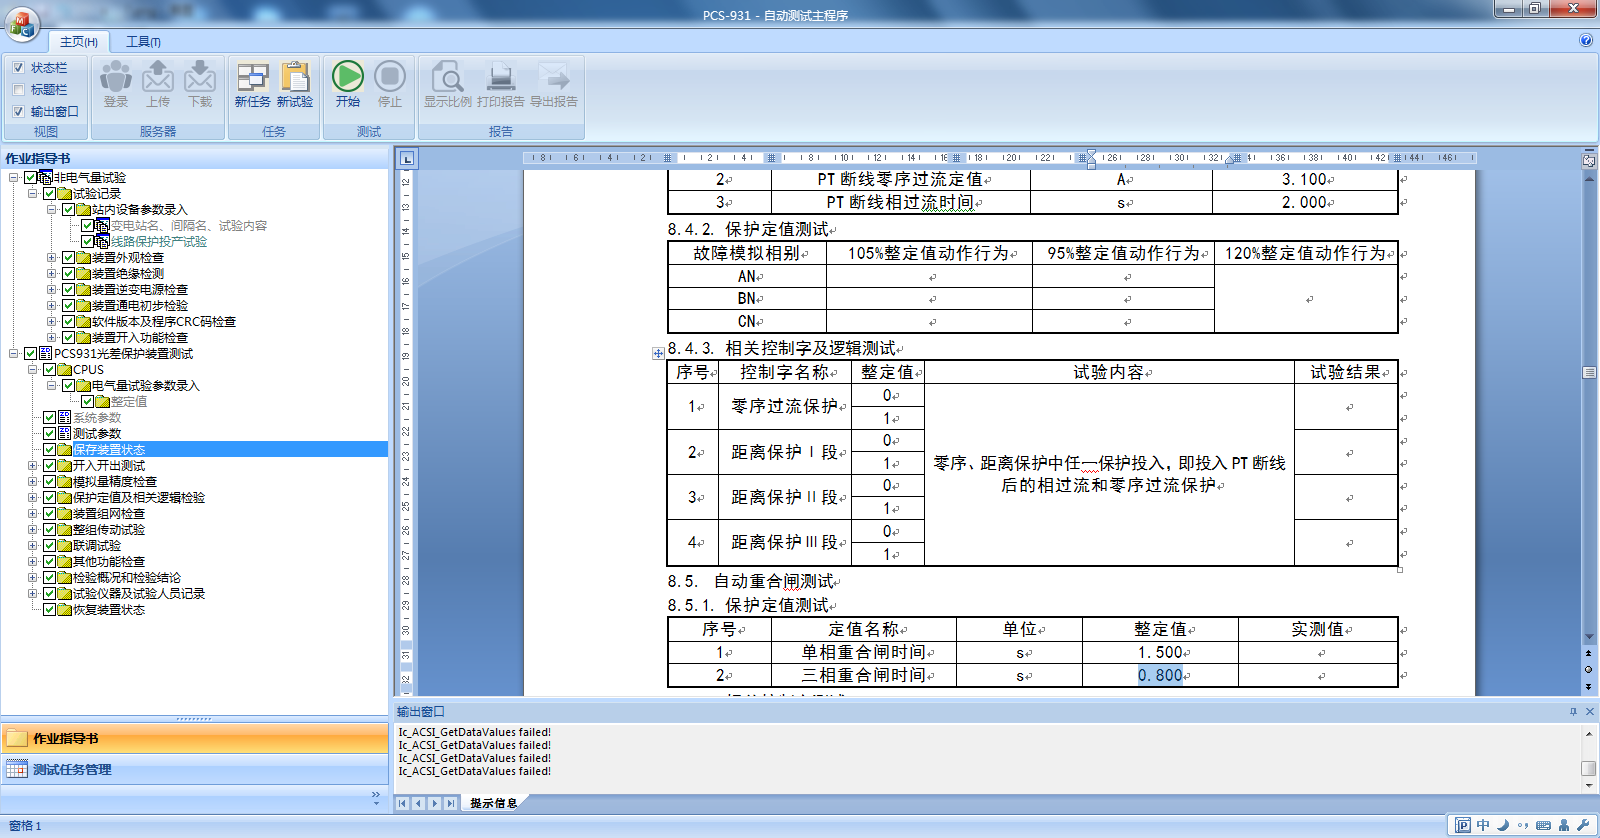 PCS-931 - 自动测试主程序
主页(H) 工具(T)
状态栏
标题栏
输出窗口
视图
登录 上传 下载
服务器
新任务 新试验
任务
开始 停止
测试
显示比例 打印报告 导出报告
报告
作业指导书
非电气量试验
试验记录
站内设备参数录入
变电站名、间隔名、试验内容
线路保护投产试验
装置外观检查
装置绝缘检测
装置逆变电源检查
装置通电初步检验
软件版本及程序CRC码检查
装置开入功能检查
PCS931光差保护装置测试
CPUS
电气量试验参数录入
整定值
系统参数
测试参数
保存装置状态
开入开出测试
模拟量精度检查
保护定值及相关逻辑检验
装置组网检查
整组传动试验
联调试验
其他功能检查
检验概况和检验结论
试验仪器及试验人员记录
恢复装置状态
作业指导书
测试任务管理
2 PT断线零序过流定值 A 3.100
3 PT断线相过流时间 s 2.000
8.4.2. 保护定值测试
故障模拟相别 105%整定值动作行为 95%整定值动作行为 120%整定值动作行为
AN
BN
CN
8.4.3. 相关控制字及逻辑测试
序号 控制字名称 整定值 试验内容 试验结果
1 零序过流保护 0
1
2 距离保护Ⅰ段 0
1
零序、距离保护中任一保护投入，即投入PT断线
后的相过流和零序过流保护
3 距离保护Ⅱ段 0
1
4 距离保护Ⅲ段 0
1
8.5. 自动重合闸测试
8.5.1. 保护定值测试
序号 定值名称 单位 整定值 实测值
1 单相重合闸时间 s 1.500
2 三相重合闸时间 s 0.800
输出窗口
Ic_ACSI_GetDataValues failed!
Ic_ACSI_GetDataValues failed!
Ic_ACSI_GetDataValues failed!
Ic_ACSI_GetDataValues failed!
提示信息
窗格 1
中